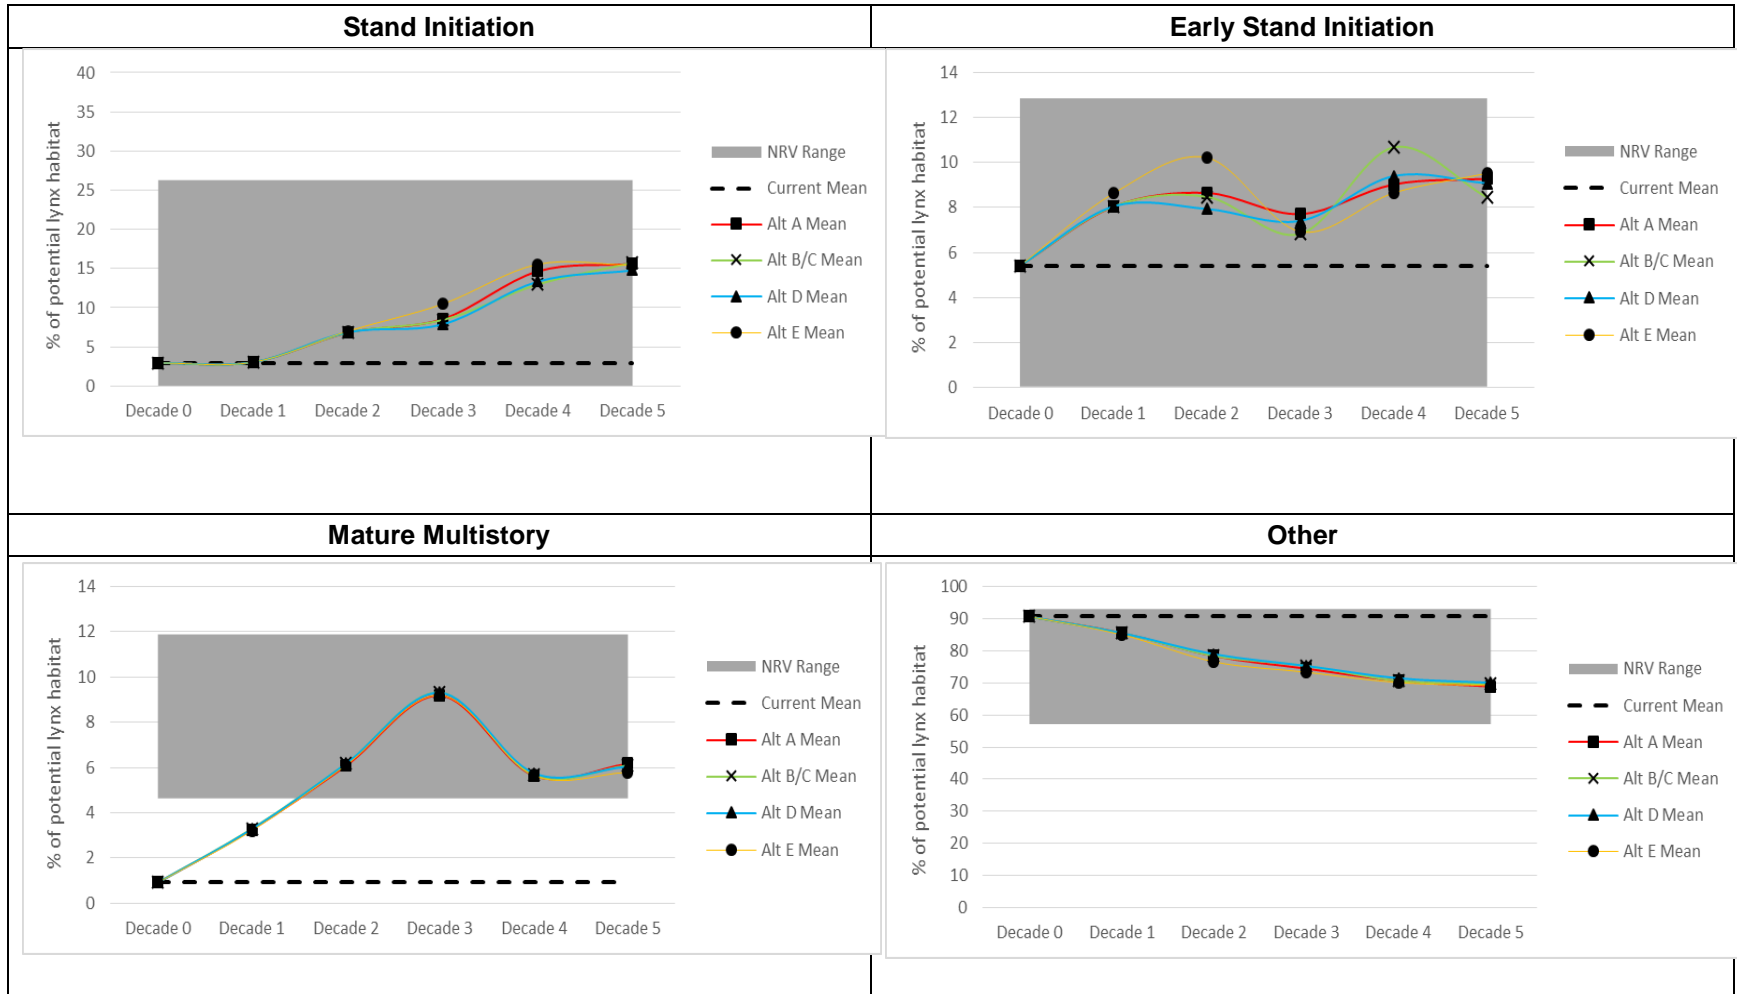 Stand Initiation
% of potential lynx habitat
40
35
30
25
20
15
10
5
0
Decade 0 Decade 1 Decade 2 Decade 3 Decade 4 Decade 5
NRV Range
Current Mean
Alt A Mean
Alt B/C Mean
Alt D Mean
Alt E Mean
Early Stand Initiation
% of potential lynx habitat
14
12
10
8
6
4
2
0
Decade 0 Decade 1 Decade 2 Decade 3 Decade 4 Decade 5
NRV Range
Current Mean
Alt A Mean
Alt B/C Mean
Alt D Mean
Alt E Mean
Mature Multistory
% of potential lynx habitat
14
12
10
8
6
4
2
0
Decade 0 Decade 1 Decade 2 Decade 3 Decade 4 Decade 5
NRV Range
Current Mean
Alt A Mean
Alt B/C Mean
Alt D Mean
Alt E Mean
Other
% of potential lynx habitat
100
90
80
70
60
50
40
30
20
10
0
Decade 0 Decade 1 Decade 2 Decade 3 Decade 4 Decade 5
NRV Range
Current Mean
Alt A Mean
Alt B/C Mean
Alt D Mean
Alt E Mean